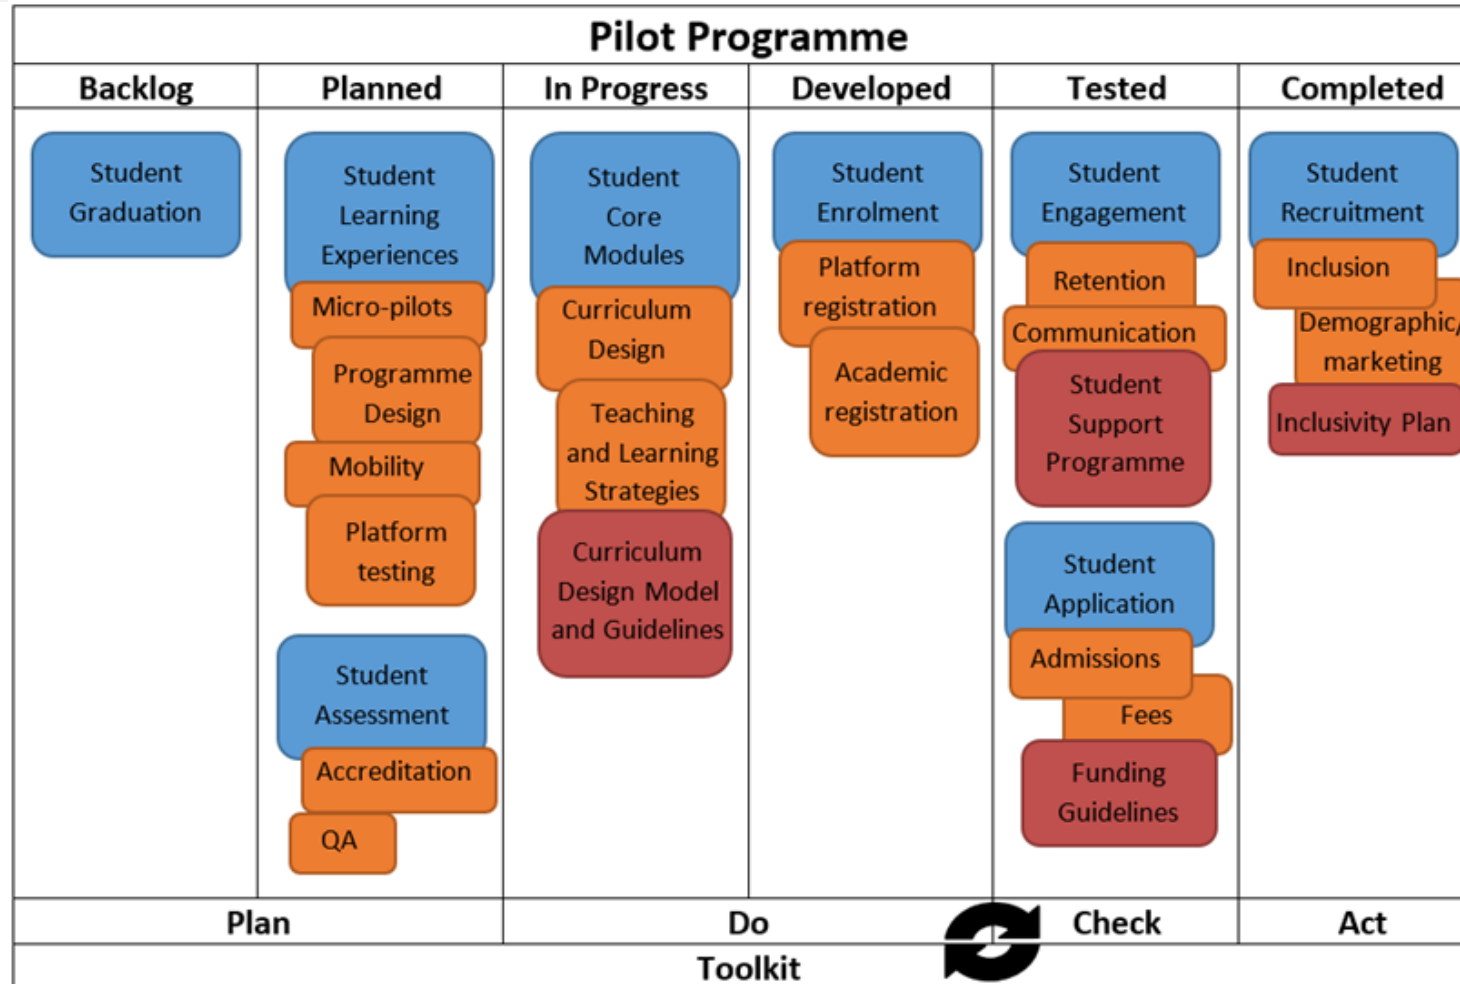 Pilot Programme
Backlog
Planned
In Progress
Developed
Tested
Completed
Student
Graduation
Student
Learning
Experiences
Micro-pilots
Programme
Design
Mobility
Platform
testing
Student
Assessment
Accreditation
QA
Student
Core
Modules
Curriculum
Design
Teaching
and Learning
Strategies
Curriculum
Design Model
and Guidelines
Student
Enrolment
Platform
registration
Academic
registration
Student
Engagement
Retention
Communication
Student
Support
Programme
Student
Application
Admissions
Fees
Funding
Guidelines
Student
Recruitment
Inclusion
Demographic/
marketing
Inclusivity Plan
Plan
Do
Check
Act
Toolkit